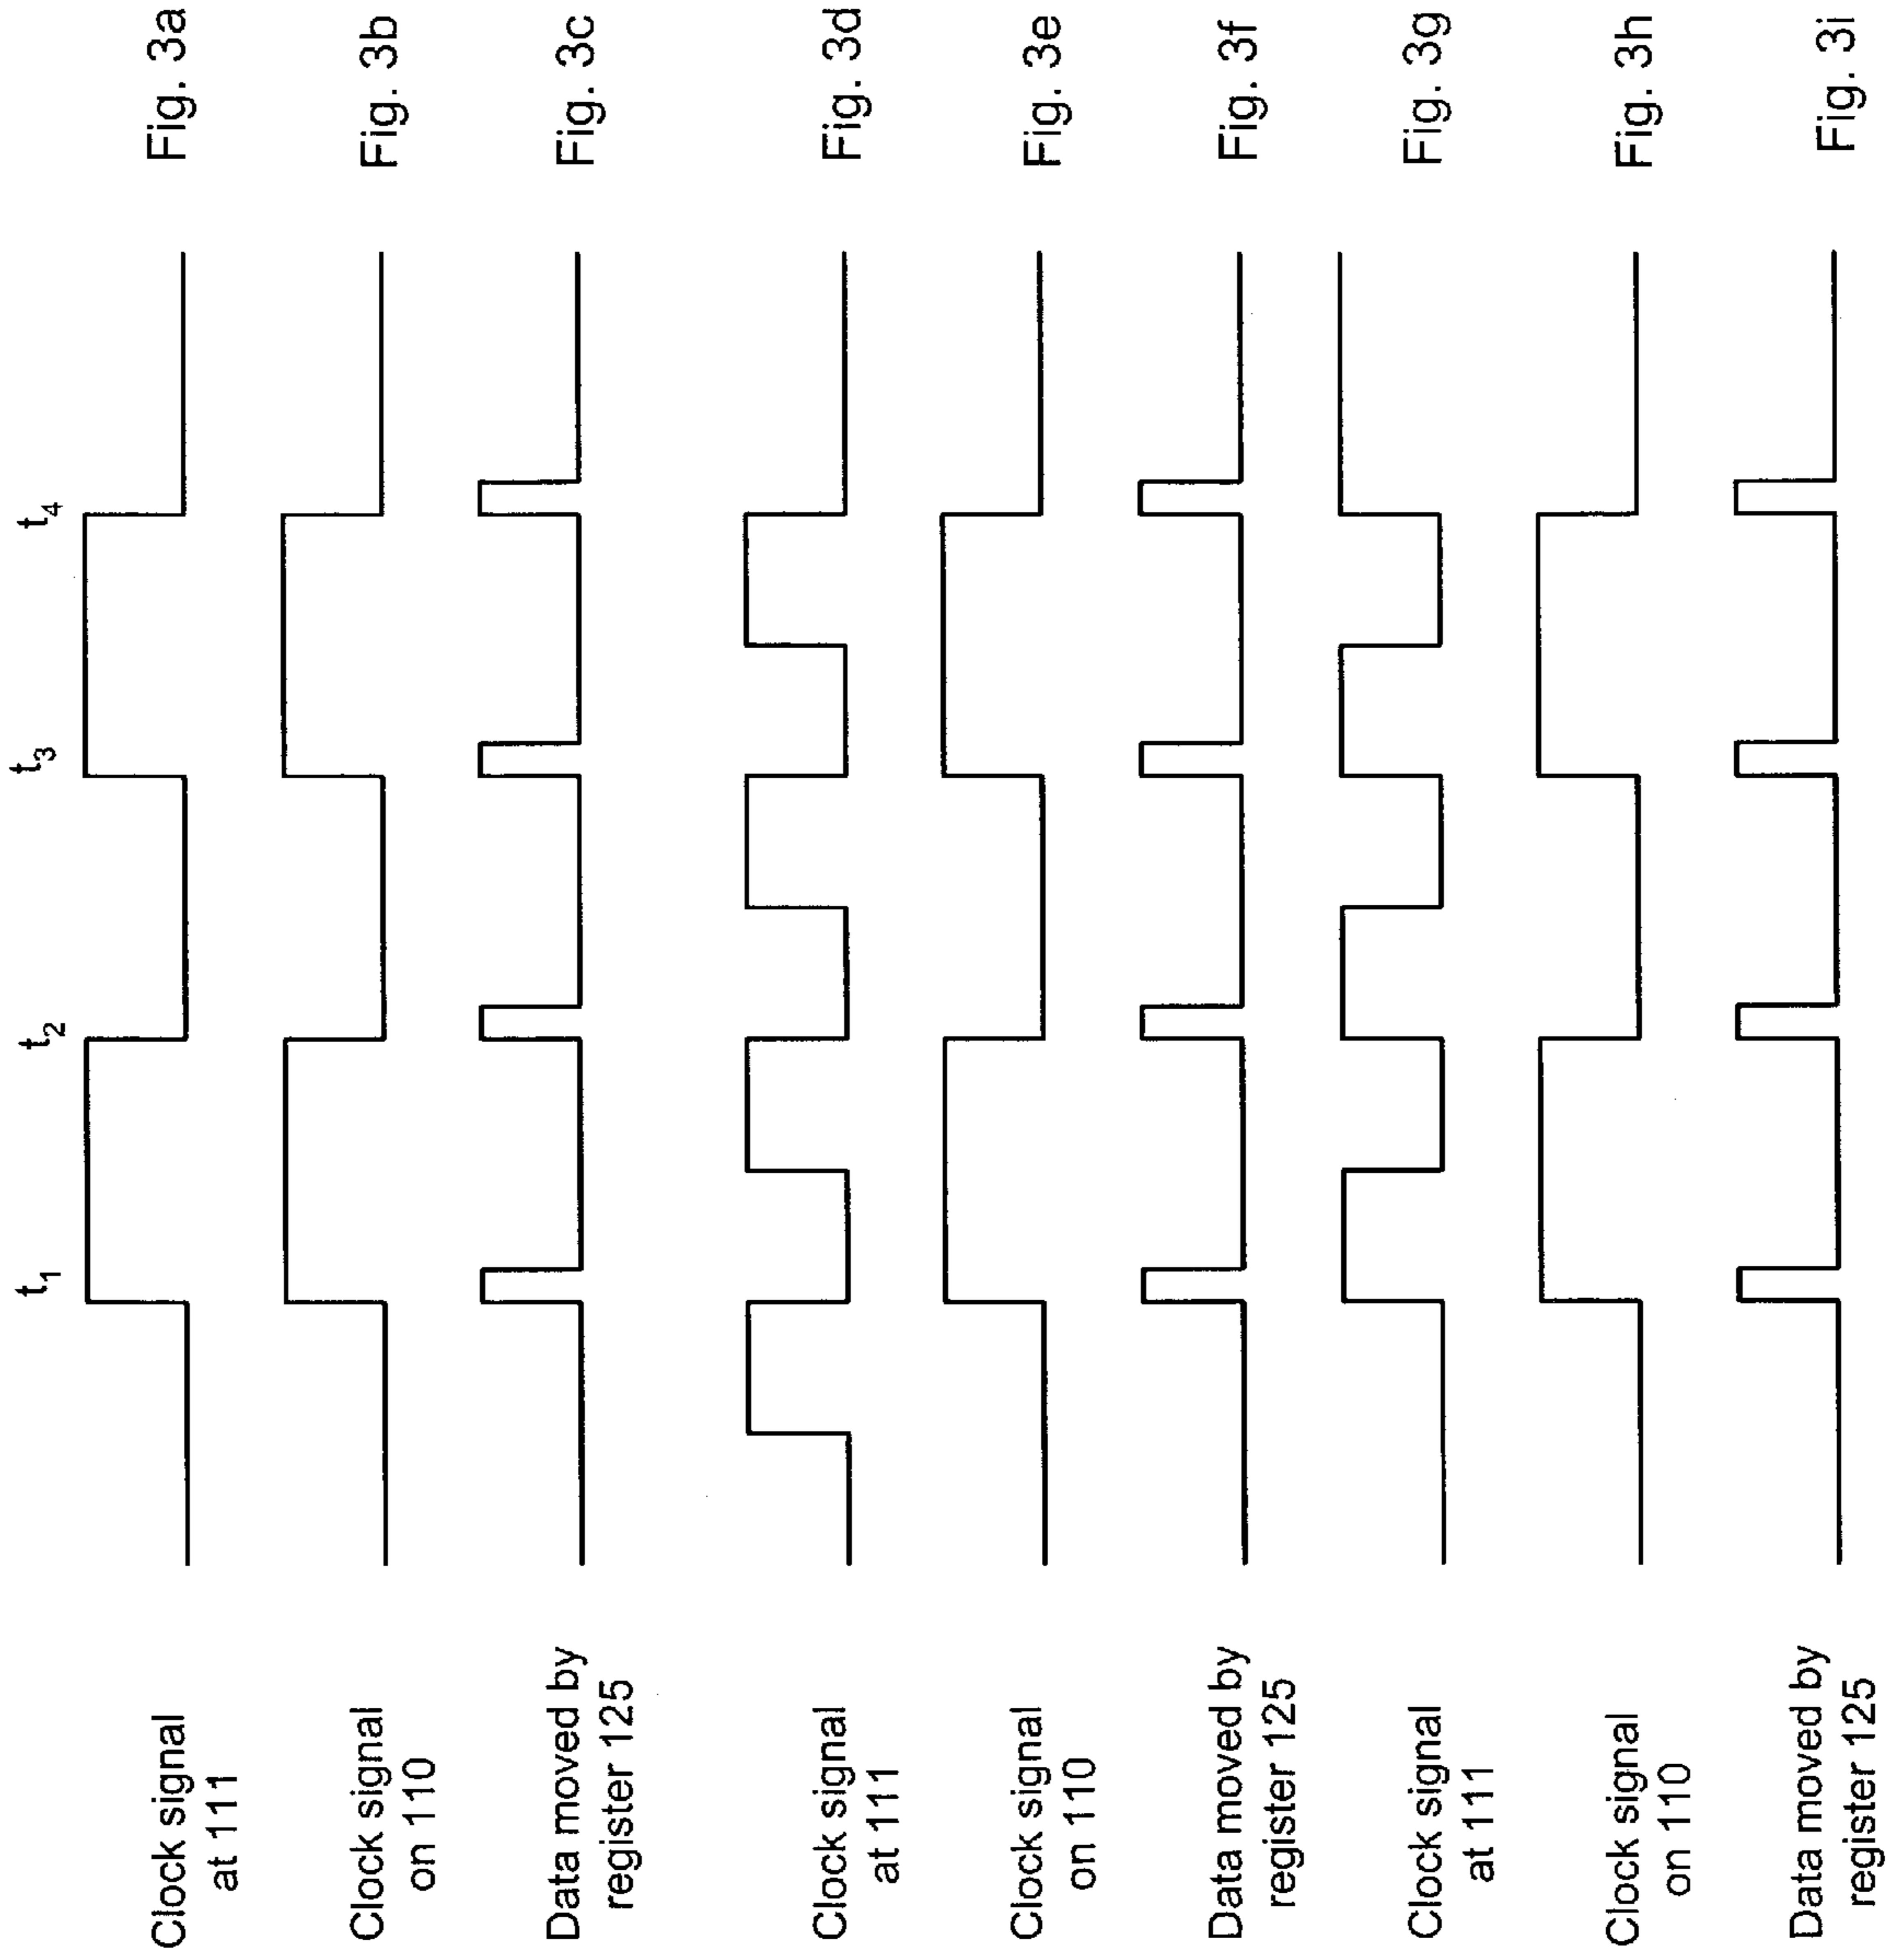 t1 t2 t3 t4
Clock signal
at 111
Fig. 3a
Clock signal
on 110
Fig. 3b
Data moved by
register 125
Fig. 3c
Clock signal
at 111
Fig. 3d
Clock signal
on 110
Fig. 3e
Data moved by
register 125
Fig. 3f
Clock signal
at 111
Fig. 3g
Clock signal
on 110
Fig. 3h
Data moved by
register 125
Fig. 3i